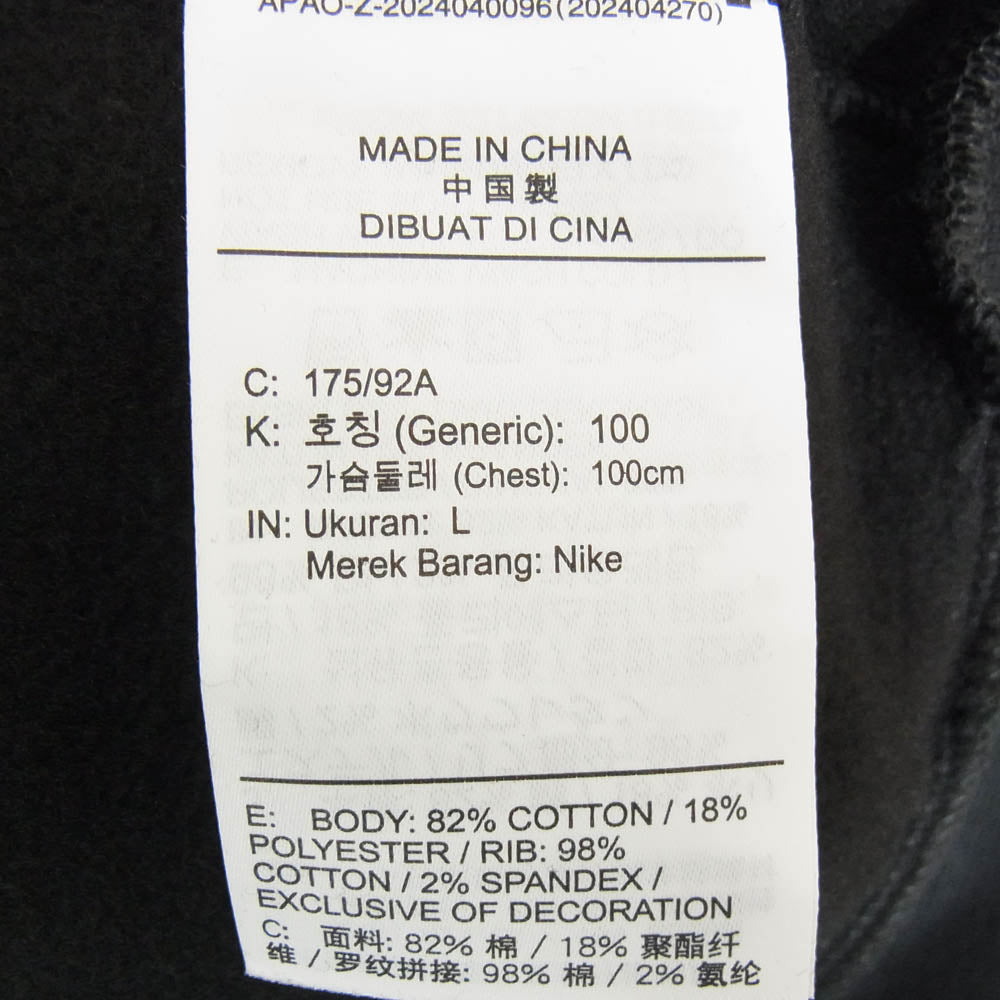 APAO-Z-2024040096(202404270)
MADE IN CHINA
中国製
DIBUAT DI CINA
C: 175/92A
K: 호칭 (Generic): 100
가슴둘레 (Chest): 100cm
IN: Ukuran: L
Merek Barang: Nike
E: BODY: 82% COTTON / 18%
POLYESTER / RIB: 98%
COTTON / 2% SPANDEX /
EXCLUSIVE OF DECORATION
C: 面料: 82% 棉 / 18% 聚酯纤
维 / 罗纹拼接: 98% 棉 / 2% 氨纶